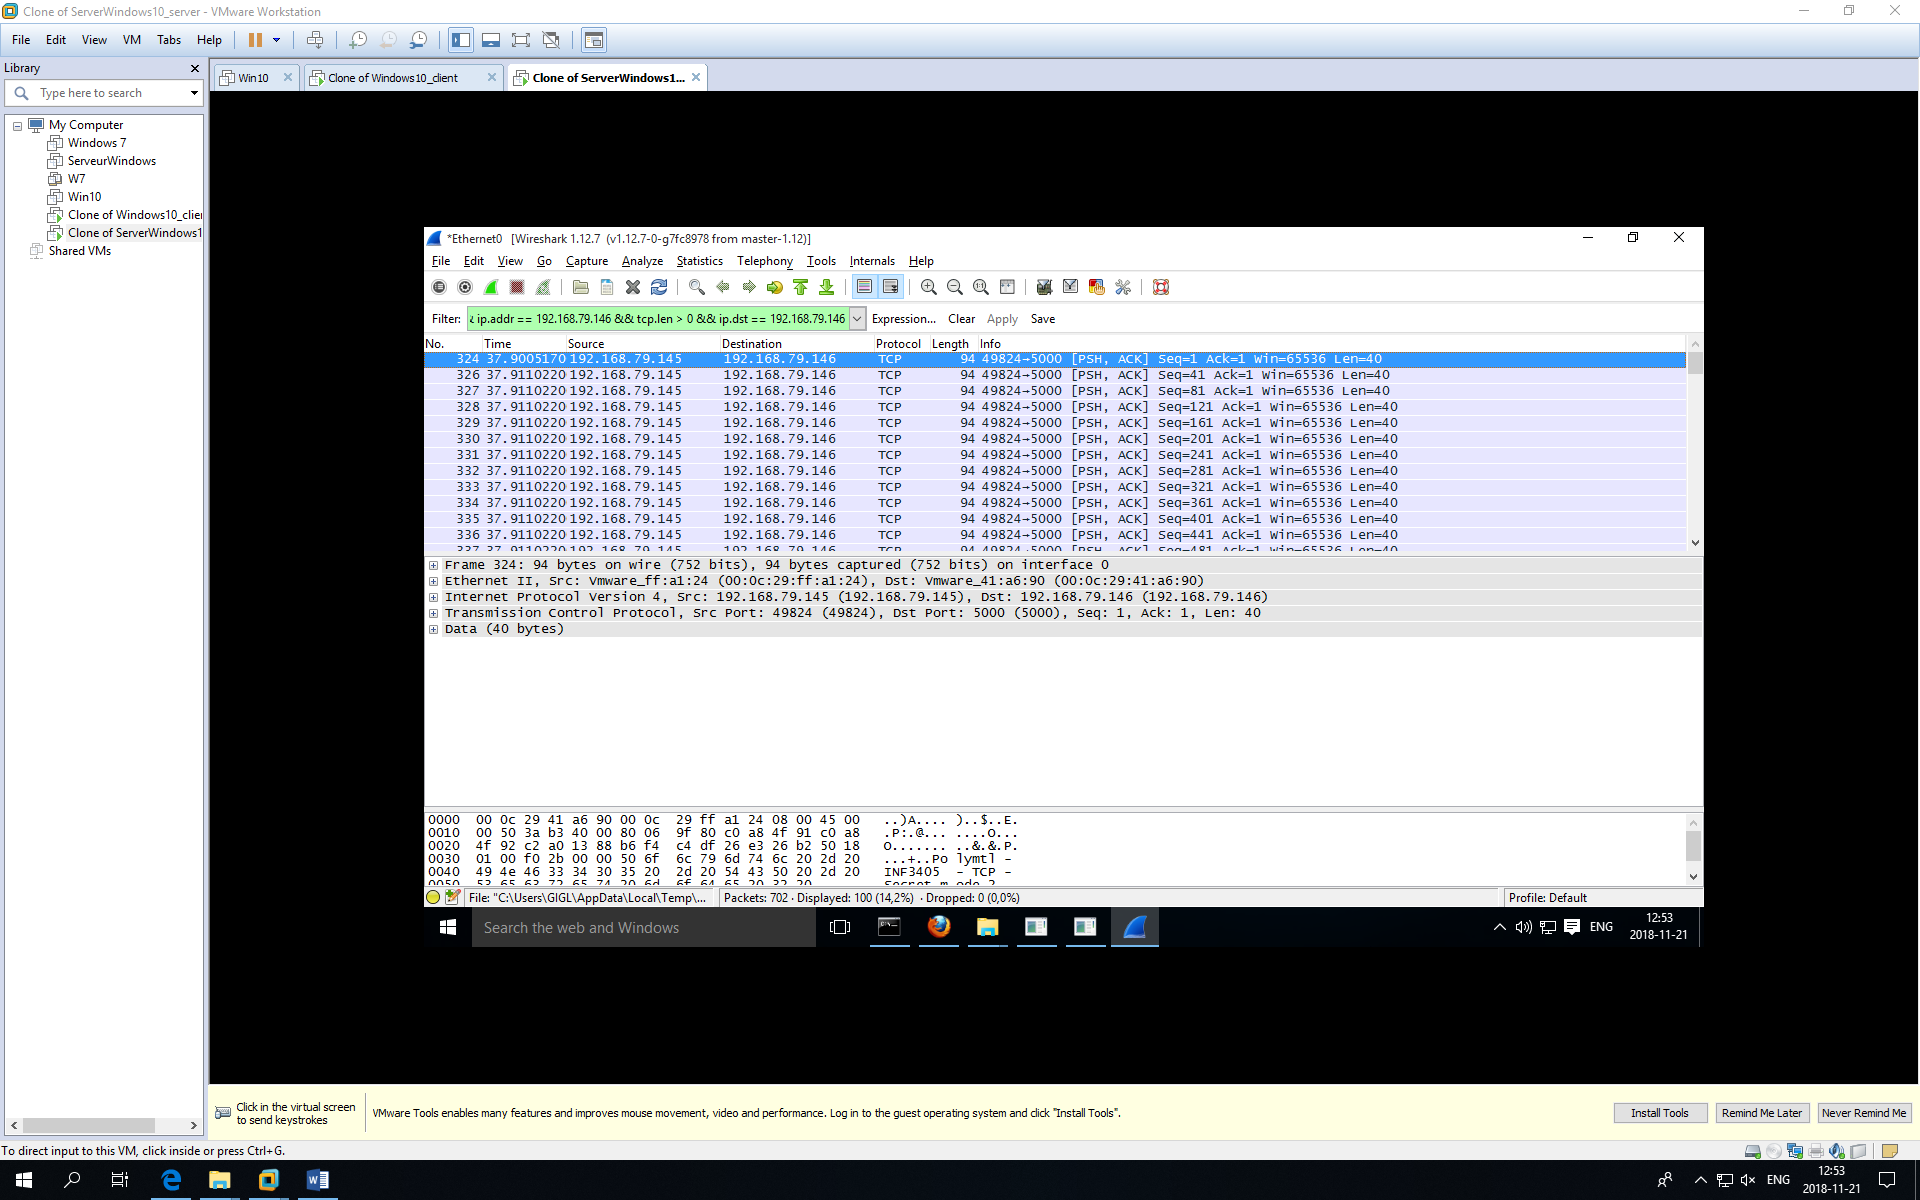 Clone of ServerWindows10_server - VMware Workstation
File Edit View VM Tabs Help
Library
Type here to search
My Computer
Windows 7
ServeurWindows
W7
Win10
Clone of Windows10_clie
Clone of ServerWindows1
Shared VMs
Win10 Clone of Windows10_client Clone of ServerWindows1...
*Ethernet0 [Wireshark 1.12.7 (v1.12.7-0-g7fc8978 from master-1.12)]
File Edit View Go Capture Analyze Statistics Telephony Tools Internals Help
Filter: ip.addr == 192.168.79.146 && tcp.len > 0 && ip.dst == 192.168.79.146 Expression... Clear Apply Save
No. Time Source Destination Protocol Length Info
324 37.9005170 192.168.79.145 192.168.79.146 TCP 94 49824→5000 [PSH, ACK] Seq=1 Ack=1 Win=65536 Len=40
326 37.9110220 192.168.79.145 192.168.79.146 TCP 94 49824→5000 [PSH, ACK] Seq=41 Ack=1 Win=65536 Len=40
327 37.9110220 192.168.79.145 192.168.79.146 TCP 94 49824→5000 [PSH, ACK] Seq=81 Ack=1 Win=65536 Len=40
328 37.9110220 192.168.79.145 192.168.79.146 TCP 94 49824→5000 [PSH, ACK] Seq=121 Ack=1 Win=65536 Len=40
329 37.9110220 192.168.79.145 192.168.79.146 TCP 94 49824→5000 [PSH, ACK] Seq=161 Ack=1 Win=65536 Len=40
330 37.9110220 192.168.79.145 192.168.79.146 TCP 94 49824→5000 [PSH, ACK] Seq=201 Ack=1 Win=65536 Len=40
331 37.9110220 192.168.79.145 192.168.79.146 TCP 94 49824→5000 [PSH, ACK] Seq=241 Ack=1 Win=65536 Len=40
332 37.9110220 192.168.79.145 192.168.79.146 TCP 94 49824→5000 [PSH, ACK] Seq=281 Ack=1 Win=65536 Len=40
333 37.9110220 192.168.79.145 192.168.79.146 TCP 94 49824→5000 [PSH, ACK] Seq=321 Ack=1 Win=65536 Len=40
334 37.9110220 192.168.79.145 192.168.79.146 TCP 94 49824→5000 [PSH, ACK] Seq=361 Ack=1 Win=65536 Len=40
335 37.9110220 192.168.79.145 192.168.79.146 TCP 94 49824→5000 [PSH, ACK] Seq=401 Ack=1 Win=65536 Len=40
336 37.9110220 192.168.79.145 192.168.79.146 TCP 94 49824→5000 [PSH, ACK] Seq=441 Ack=1 Win=65536 Len=40
337 37.9110220 192.168.79.145 192.168.79.146 TCP 94 49824→5000 [PSH, ACK] Seq=481 Ack=1 Win=65536 Len=40
Frame 324: 94 bytes on wire (752 bits), 94 bytes captured (752 bits) on interface 0
Ethernet II, Src: Vmware_ff:a1:24 (00:0c:29:ff:a1:24), Dst: Vmware_41:a6:90 (00:0c:29:41:a6:90)
Internet Protocol Version 4, Src: 192.168.79.145 (192.168.79.145), Dst: 192.168.79.146 (192.168.79.146)
Transmission Control Protocol, Src Port: 49824 (49824), Dst Port: 5000 (5000), Seq: 1, Ack: 1, Len: 40
Data (40 bytes)
0000 00 0c 29 41 a6 90 00 0c 29 ff a1 24 08 00 45 00 ..)A.... )..$..E.
0010 00 50 3a b3 40 00 80 06 9f 80 c0 a8 4f 91 c0 a8 .P:.@... ....O...
0020 4f 92 c2 a0 13 88 b6 f4 c4 df 26 e3 26 b2 50 18 O....... ..&.&.P.
0030 01 00 f0 2b 00 00 50 6f 6c 79 6d 74 6c 20 2d 20 ...+..Po lymtl -
0040 49 4e 46 33 34 30 35 20 2d 20 54 43 50 20 2d 20 INF3405 - TCP -
0050 53 65 63 72 65 74 20 6d 6f 64 65 20 32 20 Secret m ode 2
File: "C:\Users\GIGL\AppData\Local\Temp\... Packets: 702 · Displayed: 100 (14,2%) · Dropped: 0 (0,0%) Profile: Default
Search the web and Windows
ENG
12:53
2018-11-21
Click in the virtual screen
to send keystrokes
VMware Tools enables many features and improves mouse movement, video and performance. Log in to the guest operating system and click "Install Tools".
Install Tools Remind Me Later Never Remind Me
To direct input to this VM, click inside or press Ctrl+G.
ENG
12:53
2018-11-21